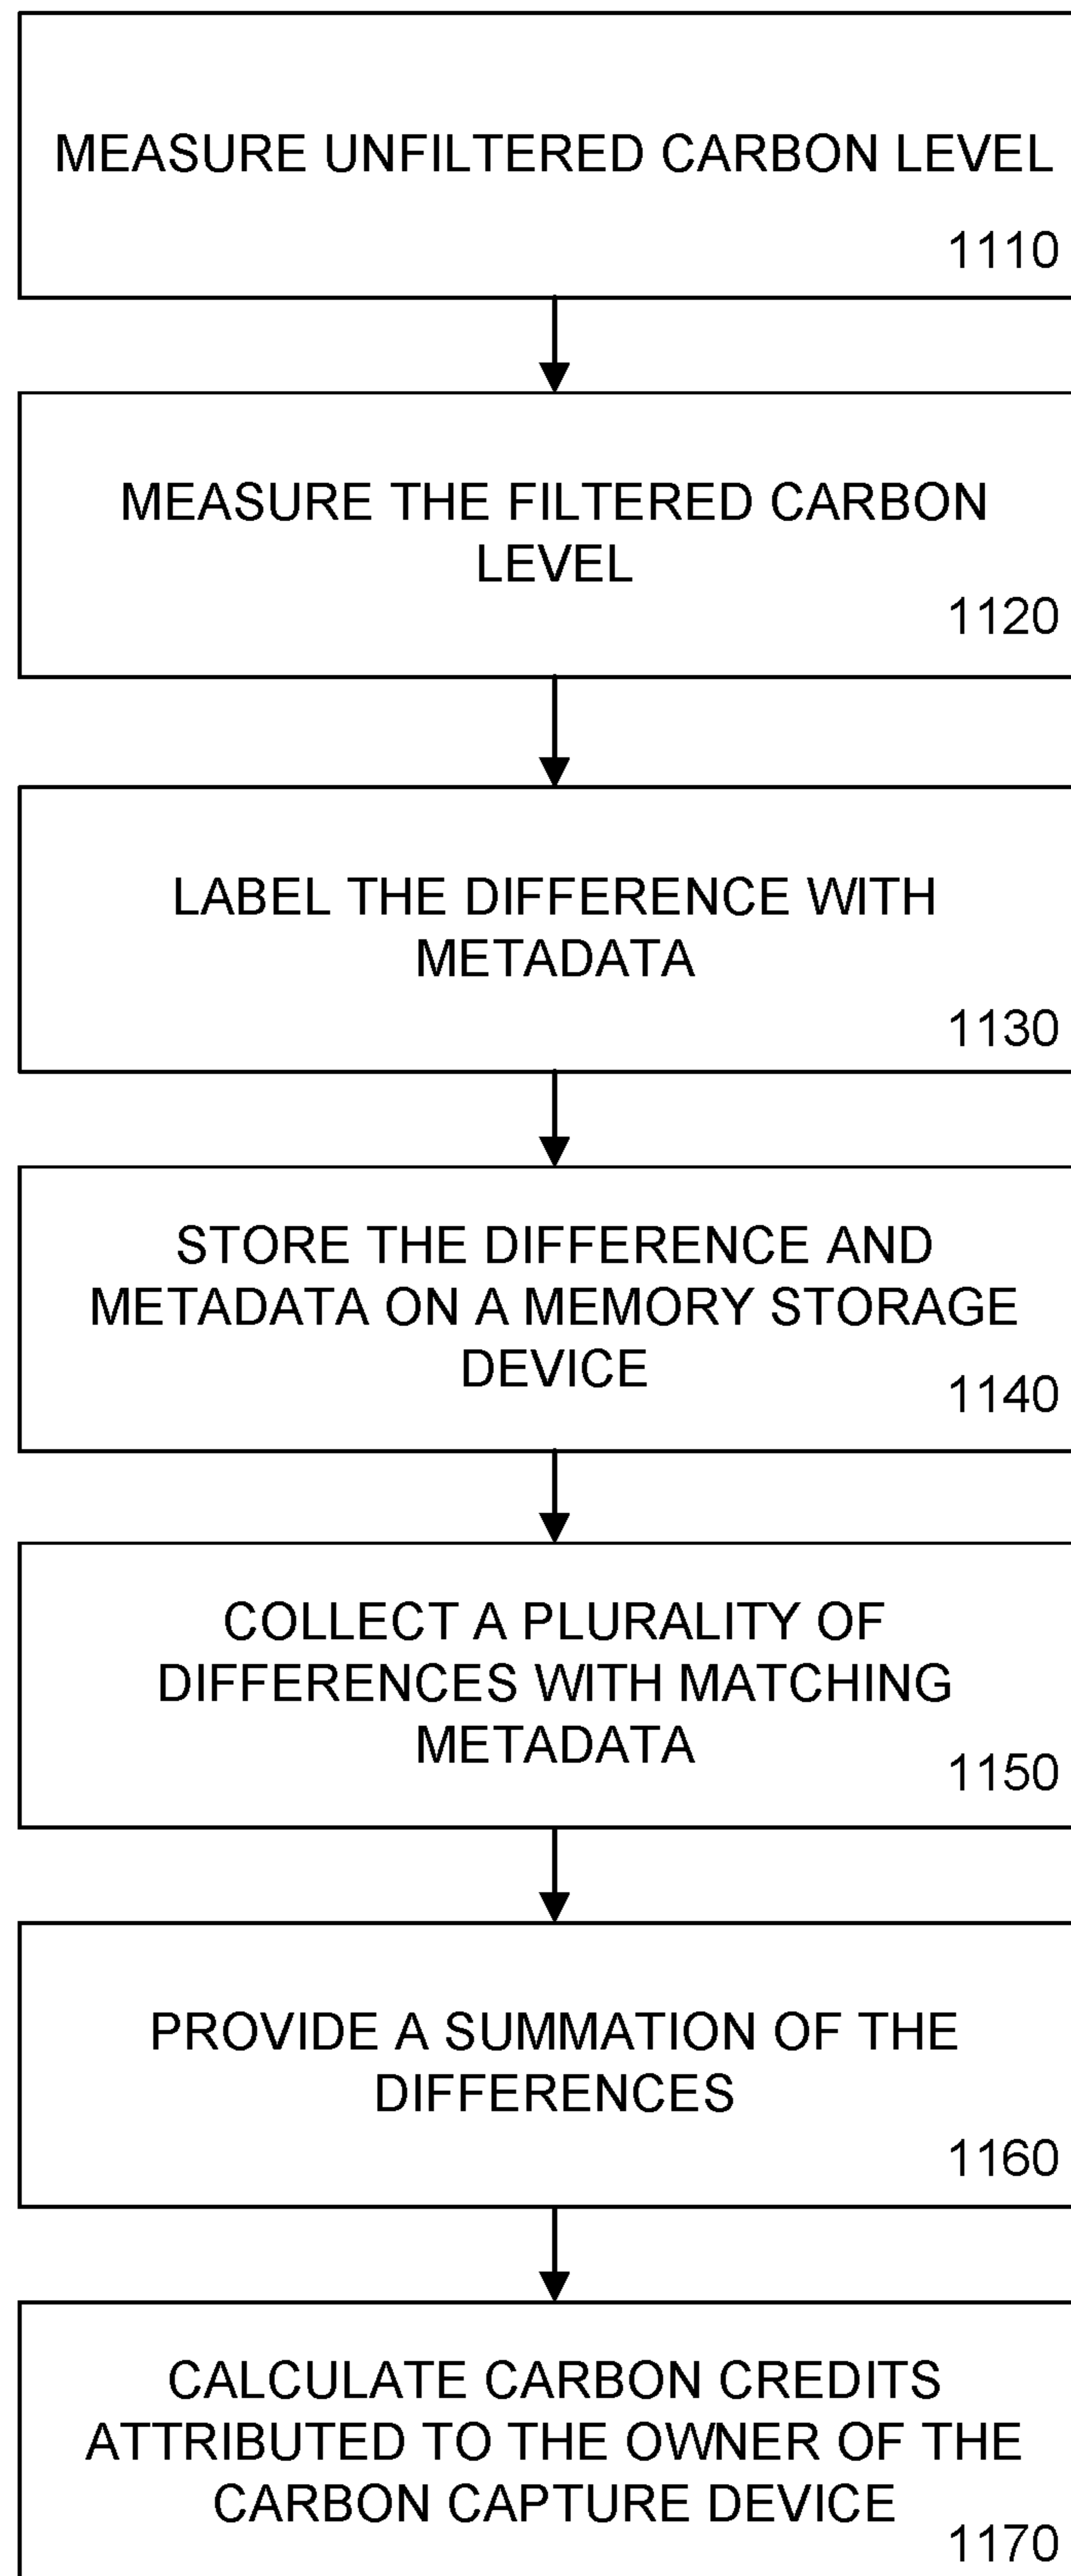 MEASURE UNFILTERED CARBON LEVEL
1110
MEASURE THE FILTERED CARBON
LEVEL
1120
LABEL THE DIFFERENCE WITH
METADATA
1130
STORE THE DIFFERENCE AND
METADATA ON A MEMORY STORAGE
DEVICE
1140
COLLECT A PLURALITY OF
DIFFERENCES WITH MATCHING
METADATA
1150
PROVIDE A SUMMATION OF THE
DIFFERENCES
1160
CALCULATE CARBON CREDITS
ATTRIBUTED TO THE OWNER OF THE
CARBON CAPTURE DEVICE
1170